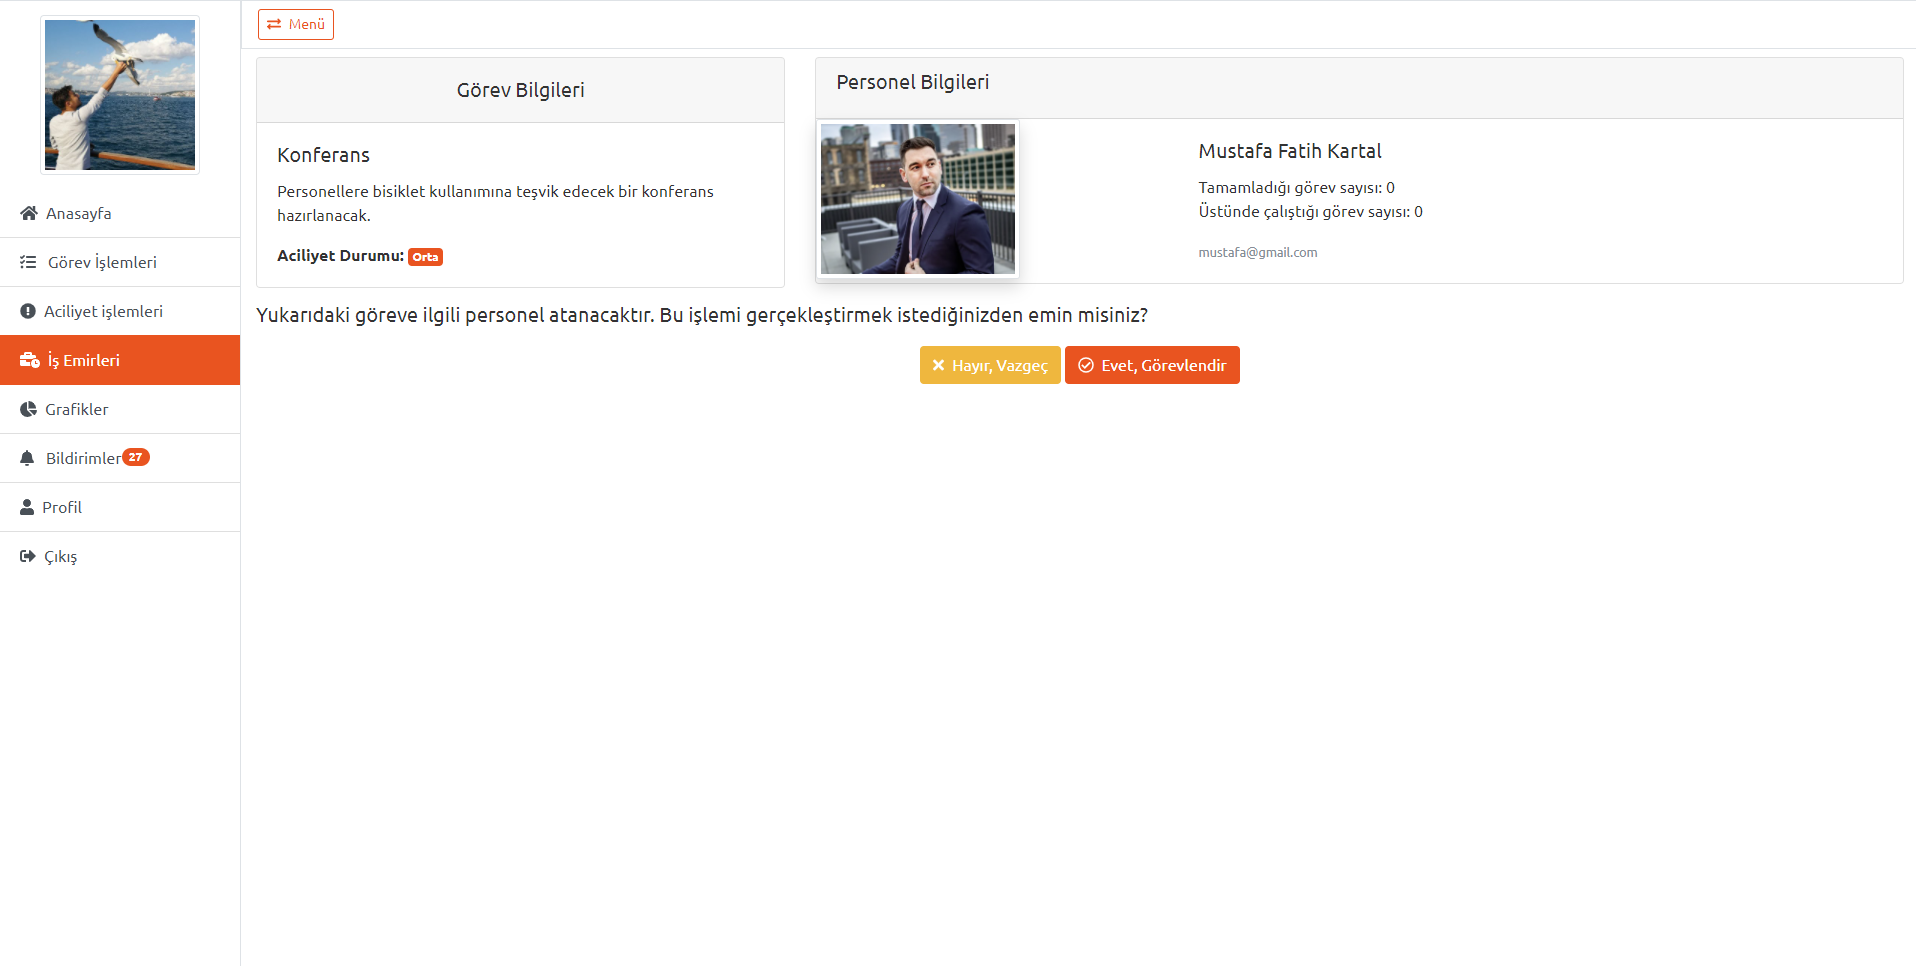 Menü
Anasayfa
Görev İşlemleri
Aciliyet işlemleri
İş Emirleri
Grafikler
Bildirimler 27
Profil
Çıkış
Görev Bilgileri
Konferans
Personellere bisiklet kullanımına teşvik edecek bir konferans
hazırlanacak.
Aciliyet Durumu: Orta
Personel Bilgileri
Mustafa Fatih Kartal
Tamamladığı görev sayısı: 0
Üstünde çalıştığı görev sayısı: 0
mustafa@gmail.com
Yukarıdaki göreve ilgili personel atanacaktır. Bu işlemi gerçekleştirmek istediğinizden emin misiniz?
Hayır, Vazgeç
Evet, Görevlendir